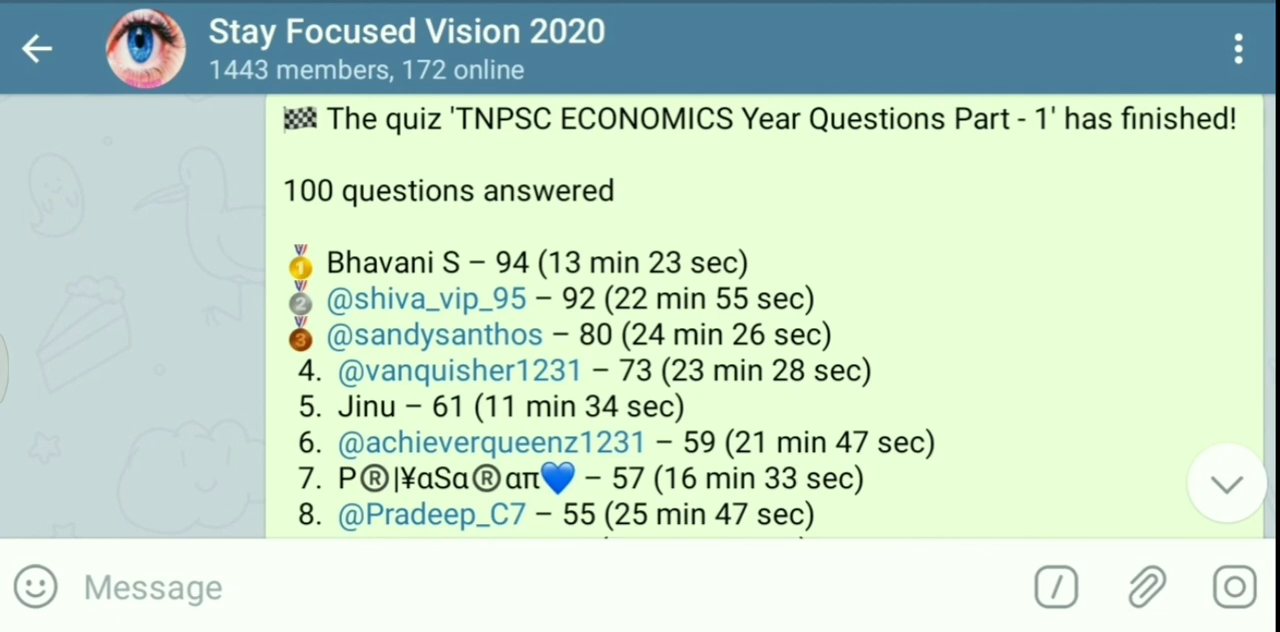 Stay Focused Vision 2020
1443 members, 172 online
🏁 The quiz 'TNPSC ECONOMICS Year Questions Part - 1' has finished!
100 questions answered
🥇 Bhavani S – 94 (13 min 23 sec)
🥈 @shiva_vip_95 – 92 (22 min 55 sec)
🥉 @sandysanthos – 80 (24 min 26 sec)
4. @vanquisher1231 – 73 (23 min 28 sec)
5. Jinu – 61 (11 min 34 sec)
6. @achieverqueenz1231 – 59 (21 min 47 sec)
7. P®|¥ɑSɑ®ɑπ💙 – 57 (16 min 33 sec)
8. @Pradeep_C7 – 55 (25 min 47 sec)
Message